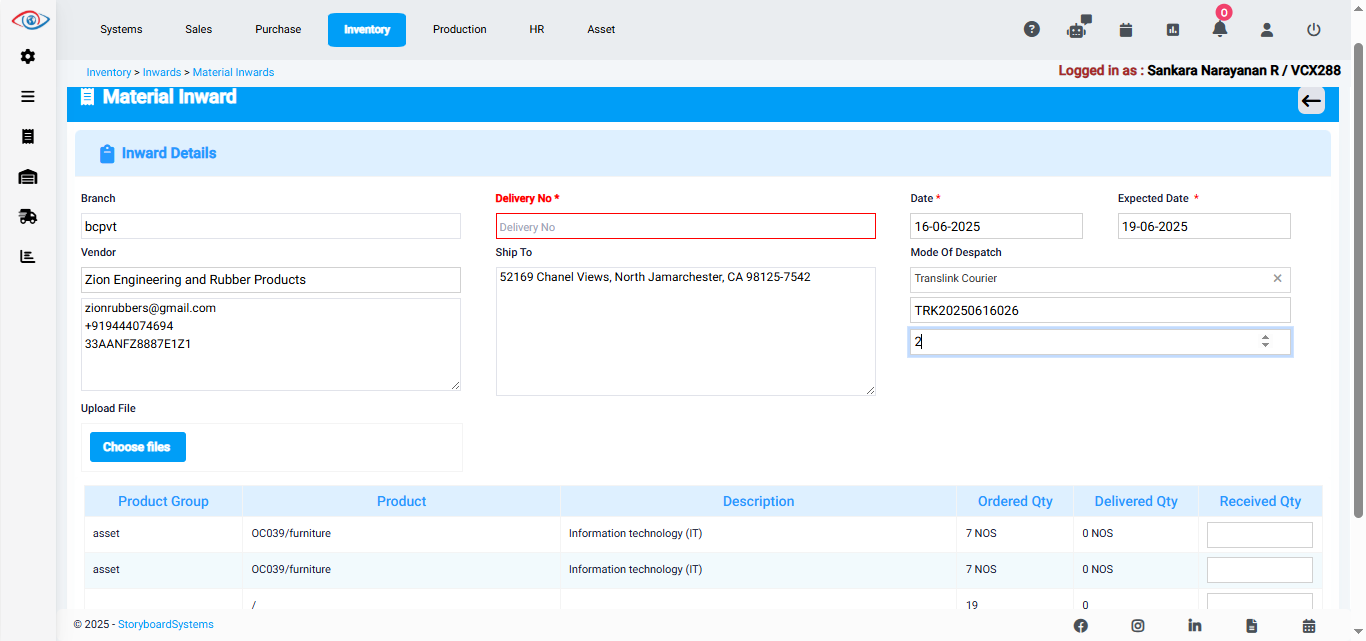 Systems Sales Purchase Inventory Production HR Asset 0
Inventory > Inwards > Material Inwards
Logged in as : Sankara Narayanan R / VCX288
Material Inward
Inward Details
Branch Delivery No * Date * Expected Date *
bcpvt Delivery No 16-06-2025 19-06-2025
Vendor Ship To Mode Of Despatch
Zion Engineering and Rubber Products 52169 Chanel Views, North Jamarchester, CA 98125-7542 Translink Courier ×
zionrubbers@gmail.com TRK20250616026
+919444074694
33AANFZ8887E1Z1 2
Upload File
Choose files
Product Group Product Description Ordered Qty Delivered Qty Received Qty
asset OC039/furniture Information technology (IT) 7 NOS 0 NOS
asset OC039/furniture Information technology (IT) 7 NOS 0 NOS
/ 19 0
© 2025 - StoryboardSystems